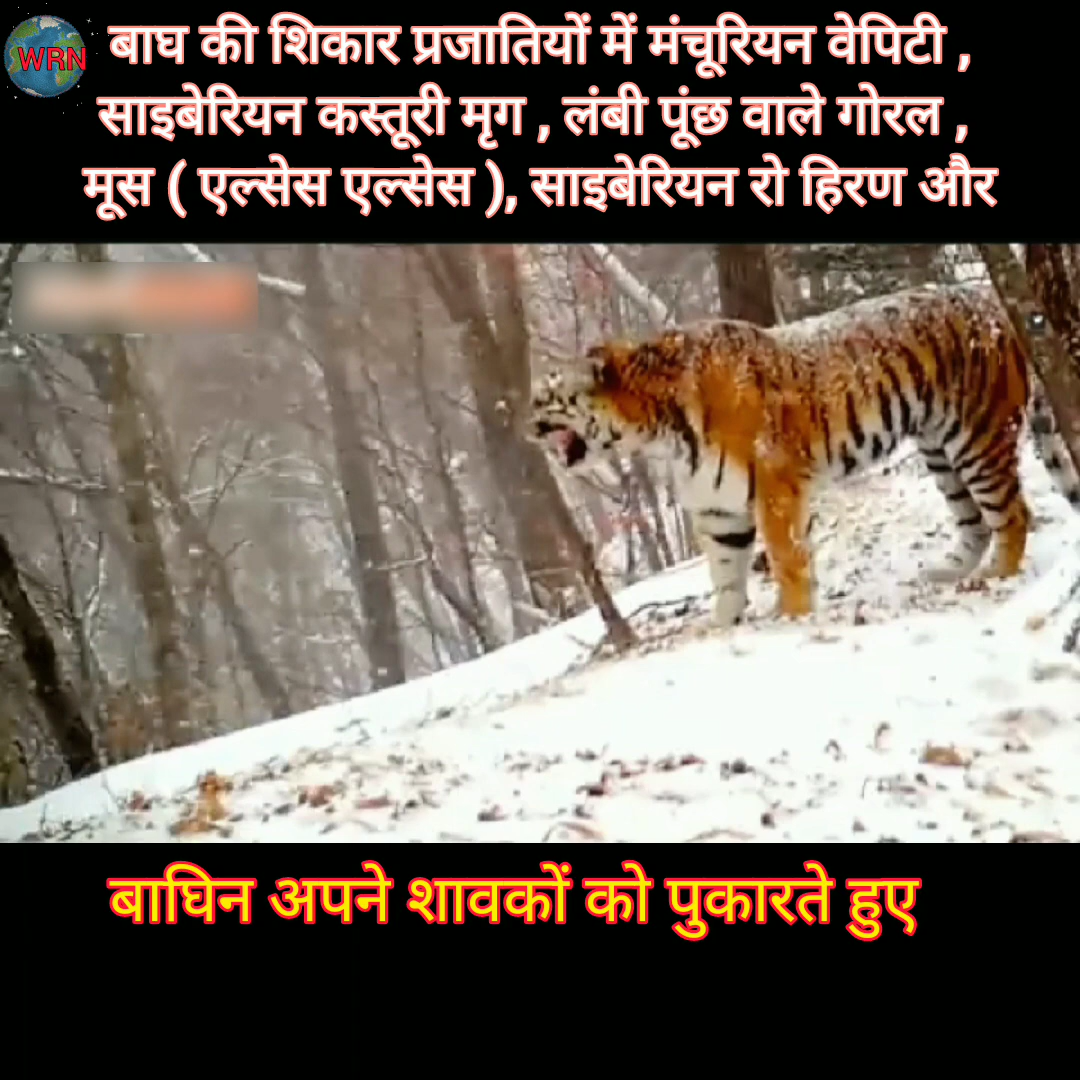 WRN
बाघ की शिकार प्रजातियों में मंचूरियन वेपिटी ,
साइबेरियन कस्तूरी मृग , लंबी पूंछ वाले गोरल ,
मूस ( एल्सेस एल्सेस ), साइबेरियन रो हिरण और
बाघिन अपने शावकों को पुकारते हुए